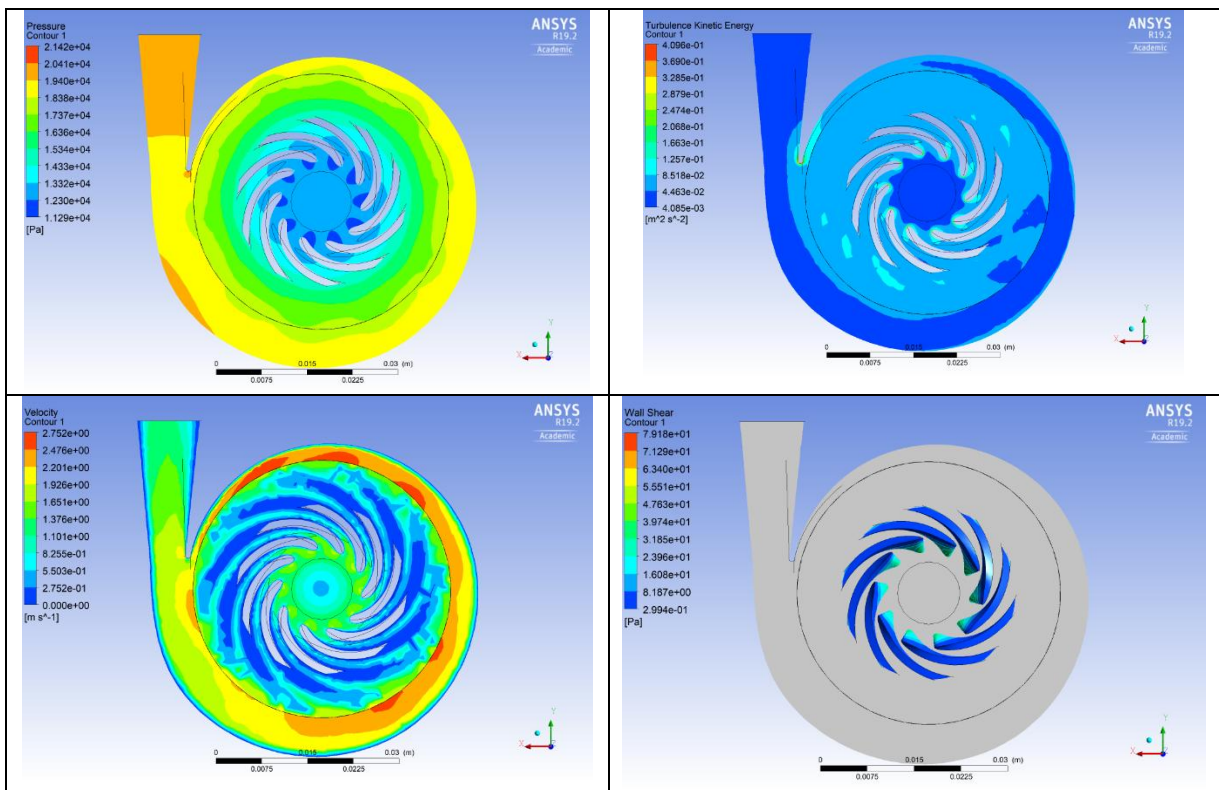 Pressure
Contour 1
2.142e+04
2.041e+04
1.940e+04
1.838e+04
1.737e+04
1.636e+04
1.534e+04
1.433e+04
1.332e+04
1.230e+04
1.129e+04
[Pa]
ANSYS
R19.2
Academic
0 0.015 0.03 (m)
0.0075 0.0225
Y
X
Z
Turbulence Kinetic Energy
Contour 1
4.096e-01
3.690e-01
3.285e-01
2.879e-01
2.474e-01
2.068e-01
1.663e-01
1.257e-01
8.518e-02
4.463e-02
4.085e-03
[m^2 s^-2]
ANSYS
R19.2
Academic
0 0.015 0.03 (m)
0.0075 0.0225
Y
X
Z
Velocity
Contour 1
2.752e+00
2.476e+00
2.201e+00
1.926e+00
1.651e+00
1.376e+00
1.101e+00
8.255e-01
5.503e-01
2.752e-01
0.000e+00
[m s^-1]
ANSYS
R19.2
Academic
0 0.015 0.03 (m)
0.0075 0.0225
Y
X
Z
Wall Shear
Contour 1
7.918e+01
7.129e+01
6.340e+01
5.551e+01
4.763e+01
3.974e+01
3.185e+01
2.396e+01
1.608e+01
8.187e+00
2.994e-01
[Pa]
ANSYS
R19.2
Academic
0 0.015 0.03 (m)
0.0075 0.0225
Y
X
Z